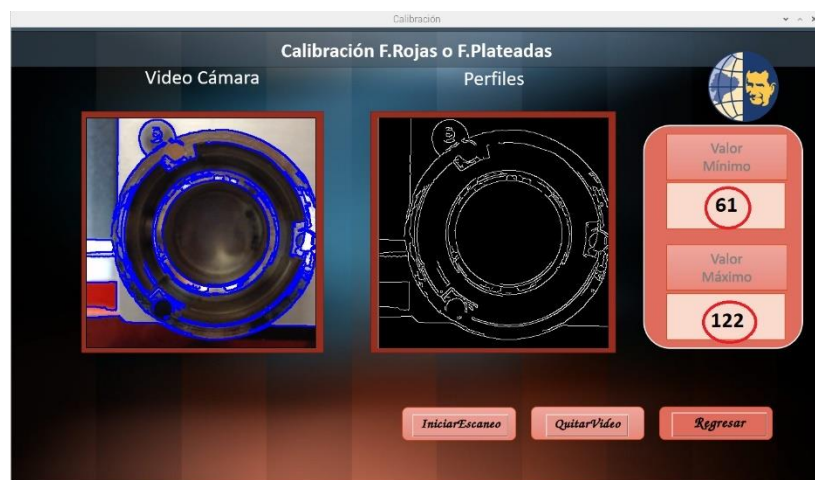 Calibración
Calibración F.Rojas o F.Plateadas
Video Cámara
Perfiles
Valor
Mínimo
61
Valor
Máximo
122
IniciarEscaneo
QuitarVideo
Regresar